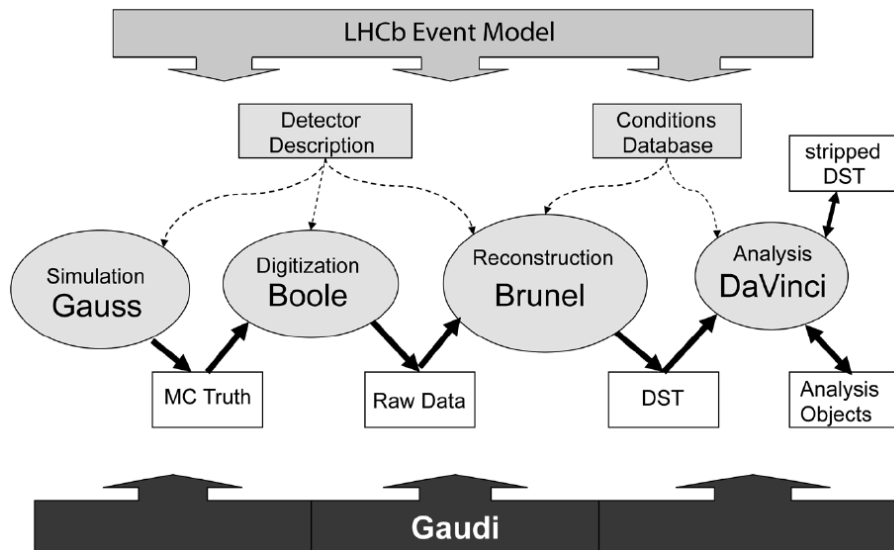 LHCb Event Model
Detector
Description
Conditions
Database
stripped
DST
Simulation
Gauss
Digitization
Boole
Reconstruction
Brunel
Analysis
DaVinci
MC Truth
Raw Data
DST
Analysis
Objects
Gaudi